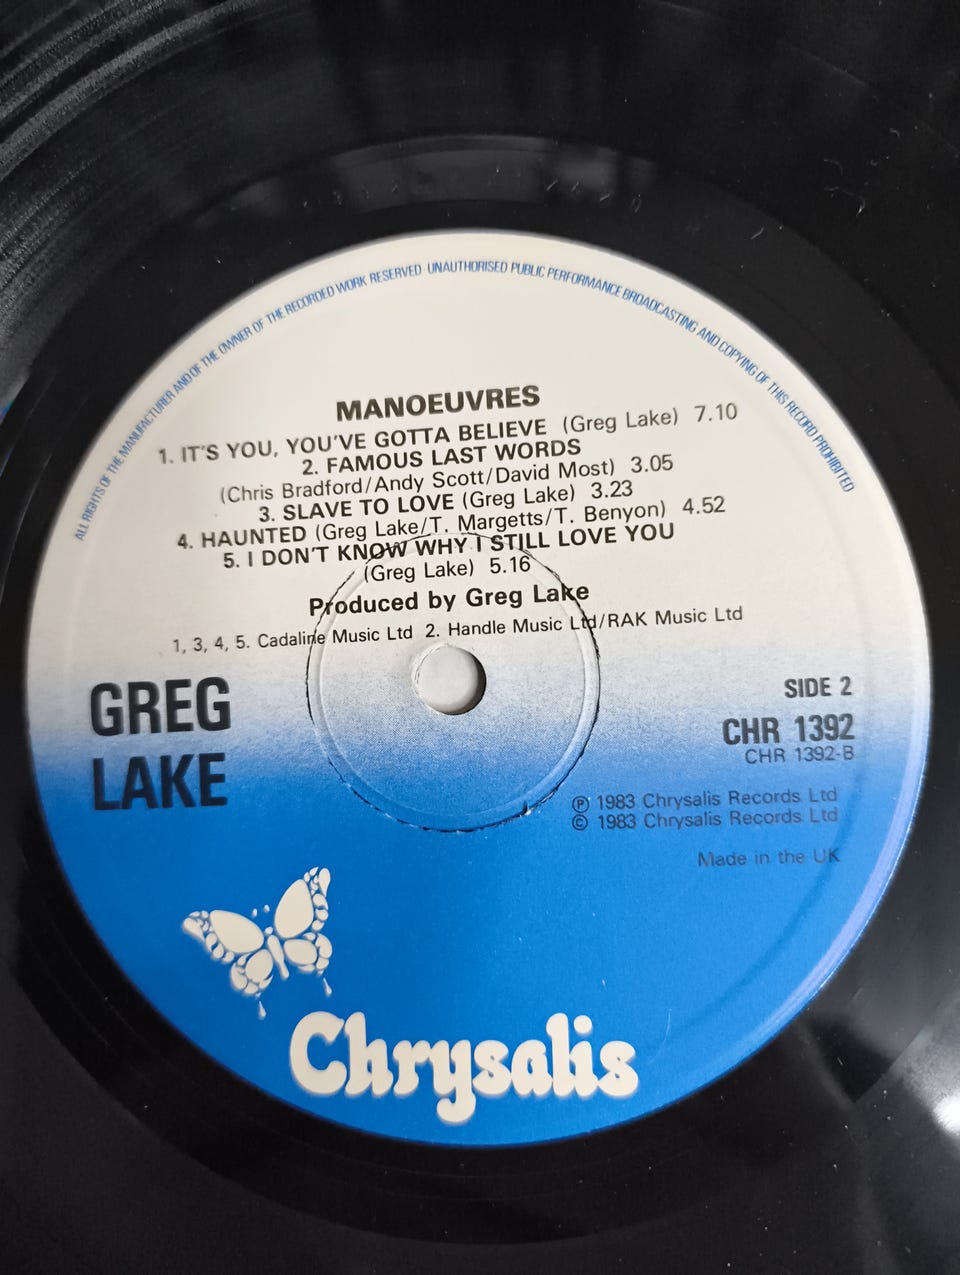 ALL RIGHTS OF THE MANUFACTURER AND OF THE OWNER OF THE RECORDED WORK RESERVED · UNAUTHORISED PUBLIC PERFORMANCE BROADCASTING AND COPYING OF THIS RECORD PROHIBITED
MANOEUVRES
1. IT'S YOU, YOU'VE GOTTA BELIEVE (Greg Lake) 7.10
2. FAMOUS LAST WORDS
(Chris Bradford/Andy Scott/David Most) 3.05
3. SLAVE TO LOVE (Greg Lake) 3.23
4. HAUNTED (Greg Lake/T. Margetts/T. Benyon) 4.52
5. I DON'T KNOW WHY I STILL LOVE YOU
(Greg Lake) 5.16
Produced by Greg Lake
1, 3, 4, 5. Cadaline Music Ltd 2. Handle Music Ltd/RAK Music Ltd
GREG
LAKE
SIDE 2
CHR 1392
CHR 1392-B
℗ 1983 Chrysalis Records Ltd
© 1983 Chrysalis Records Ltd
Made in the UK
Chrysalis